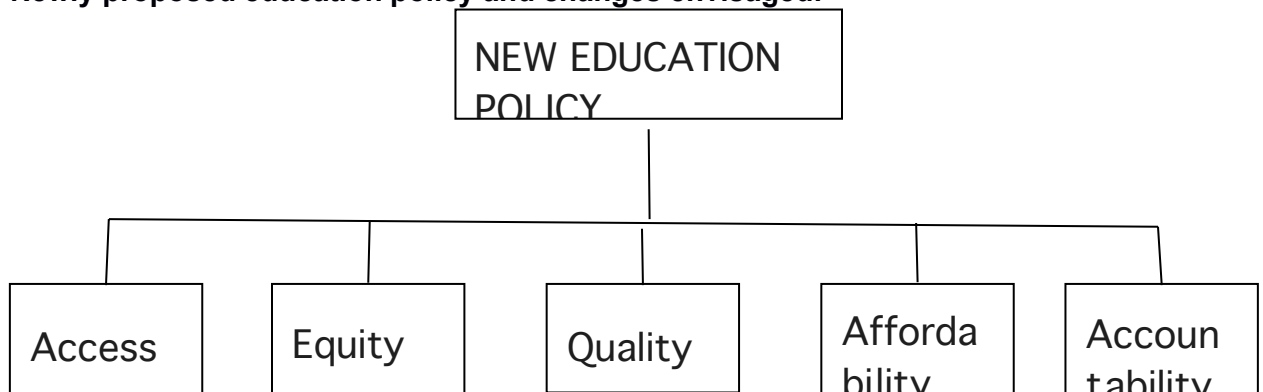 Newly proposed education policy and changes envisaged:
NEW EDUCATION
POLICY
Access
Equity
Quality
Afforda
bility
Accoun
tability